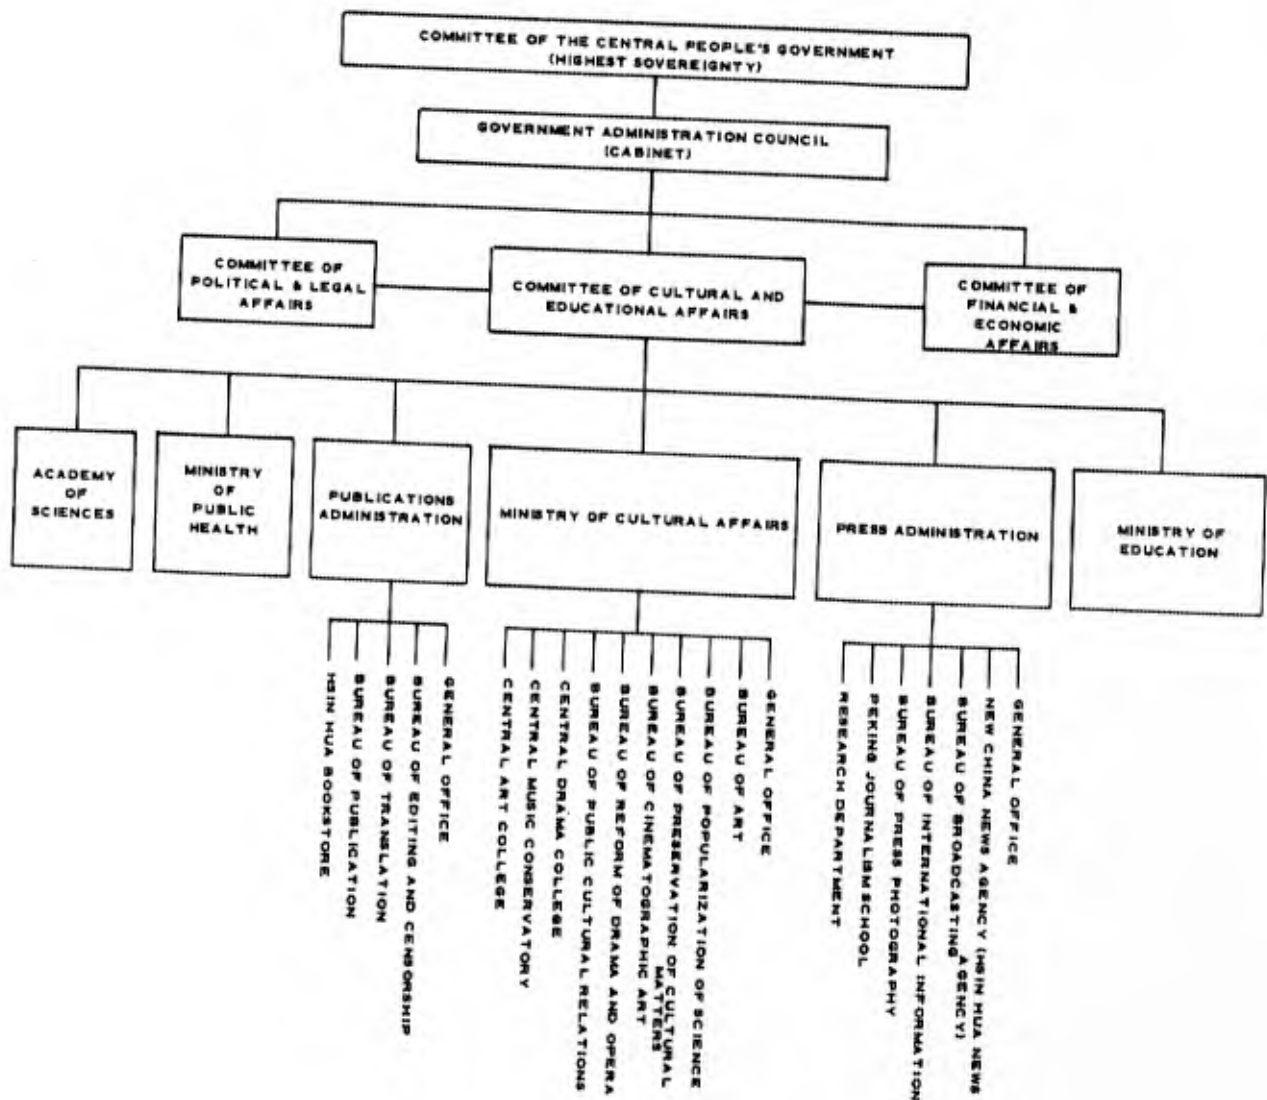 COMMITTEE OF THE CENTRAL PEOPLE'S GOVERNMENT
(HIGHEST SOVEREIGNTY)
GOVERNMENT ADMINISTRATION COUNCIL
(CABINET)
COMMITTEE OF
POLITICAL & LEGAL
AFFAIRS
COMMITTEE OF CULTURAL AND
EDUCATIONAL AFFAIRS
COMMITTEE OF
FINANCIAL &
ECONOMIC
AFFAIRS
ACADEMY
OF
SCIENCES
MINISTRY
OF
PUBLIC
HEALTH
PUBLICATIONS
ADMINISTRATION
MINISTRY OF CULTURAL AFFAIRS
PRESS ADMINISTRATION
MINISTRY OF
EDUCATION
HSIN HUA BOOKSTORE
BUREAU OF PUBLICATION
BUREAU OF TRANSLATION
BUREAU OF EDITING AND CENSORSHIP
GENERAL OFFICE
CENTRAL ART COLLEGE
CENTRAL MUSIC CONSERVATORY
CENTRAL DRAMA COLLEGE
BUREAU OF PUBLIC CULTURAL RELATIONS
BUREAU OF REFORM OF DRAMA AND OPERA
BUREAU OF CINEMATOGRAPHIC ART
BUREAU OF PRESERVATION OF CULTURAL
MATTERS
BUREAU OF POPULARIZATION OF SCIENCE
BUREAU OF ART
GENERAL OFFICE
RESEARCH DEPARTMENT
PEKING JOURNALISM SCHOOL
BUREAU OF PRESS PHOTOGRAPHY
BUREAU OF INTERNATIONAL INFORMATION
BUREAU OF BROADCASTING
NEW CHINA NEWS AGENCY (HSIN HUA NEWS
AGENCY)
GENERAL OFFICE